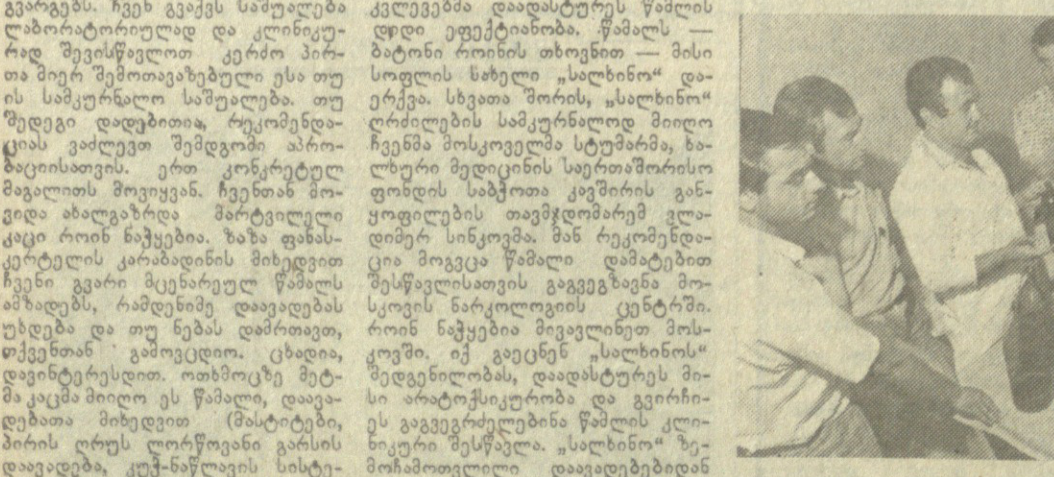 გვარგებს. ჩვენ გვაქვს საშუალება
ლაბორატორიულად და კლინიკუ-
რად შევისწავლოთ კერძო პირ-
თა მიერ შემოთავაზებული ესა თუ
ის სამკურნალო საშუალება. თუ
შედეგი დადებითია, რეკომენდა-
ციას ვაძლევთ შემდგომი აპრო-
ბაციისათვის. ერთ კონკრეტულ
მაგალითს მოვიყვან. ჩვენთან მო-
ვიდა ახალგაზრდა მარტვილელი
კაცი როინ ნაჭყებია. ზაზა ფანას-
კერტელის კარაბადინის მიხედვით
ჩვენი გვარი მცენარეულ წამალს
ამზადებს, რამდენიმე დაავადებას
უხდება და თუ ნებას დამრთავთ,
თქვენთან გამოვცდიო. ცხადია,
დავინტერესდით. ოთხმოცზე მეტ-
მა კაცმა მიიღო ეს წამალი, დაავა-
დებათა მიხედვით (მასტიტები,
პირის ღრუს ლორწოვანი გარსის
დაავადება, კუჭ-ნაწლავის სისტე-
კვლევებმა დაადასტურეს წამლის
დიდი ეფექტიანობა. წამალს —
ბატონი როინის თხოვნით — მისი
სოფლის სახელი „სალხინო“ და-
ერქვა. სხვათა შორის, „სალხინო“
ღრძილების სამკურნალოდ მიიღო
ჩვენმა მოსკოველმა სტუმარმა, ხა-
ლხური მედიცინის საერთაშორისო
ფონდის საბჭოთა კავშირის გან-
ყოფილების თავმჯდომარემ ვლა-
დიმერ სინკოვმა. მან რეკომენდა-
ცია მოგვცა წამალი დამატებით
შესწავლისათვის გაგვეგზავნა მო-
სკოვის ნარკოლოგიის ცენტრში.
როინ ნაჭყებია მივავლინეთ მოს-
კოვში. იქ გაეცნენ „სალხინოს“
შედგენილობას, დაადასტურეს მი-
სი არატოქსიკურობა და გვირჩი-
ეს გაგვეგრძელებინა წამლის კლი-
ნიკური შესწავლა. „სალხინო“ ზე-
მოჩამოთვლილი დაავადებებიდან